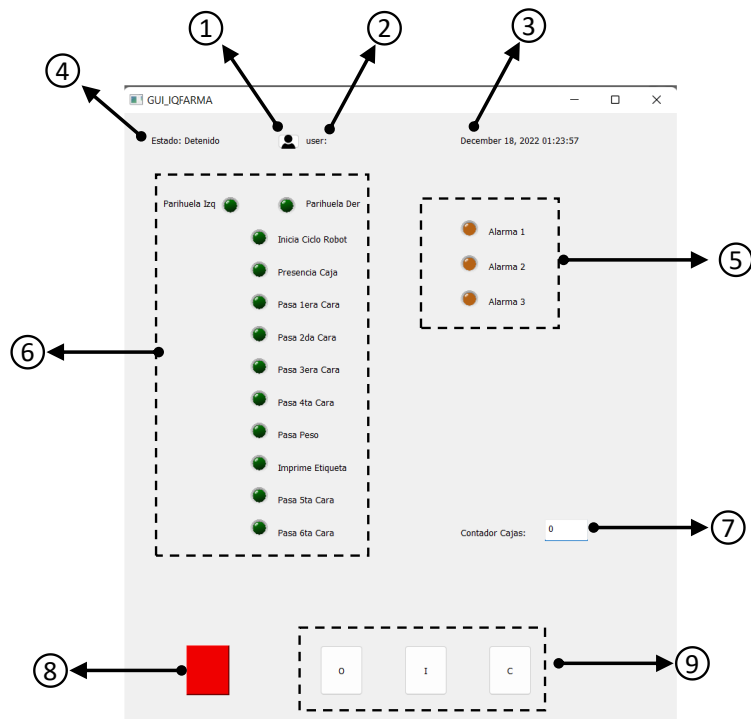 1
2
3
4
GUI_IQFARMA
Estado: Detenido
user:
December 18, 2022 01:23:57
Parihuela Izq
Parihuela Der
Inicia Ciclo Robot
Presencia Caja
Pasa 1era Cara
Pasa 2da Cara
Pasa 3era Cara
Pasa 4ta Cara
Pasa Peso
Imprime Etiqueta
Pasa 5ta Cara
Pasa 6ta Cara
6
Alarma 1
Alarma 2
Alarma 3
5
Contador Cajas:
0
7
8
O
I
C
9